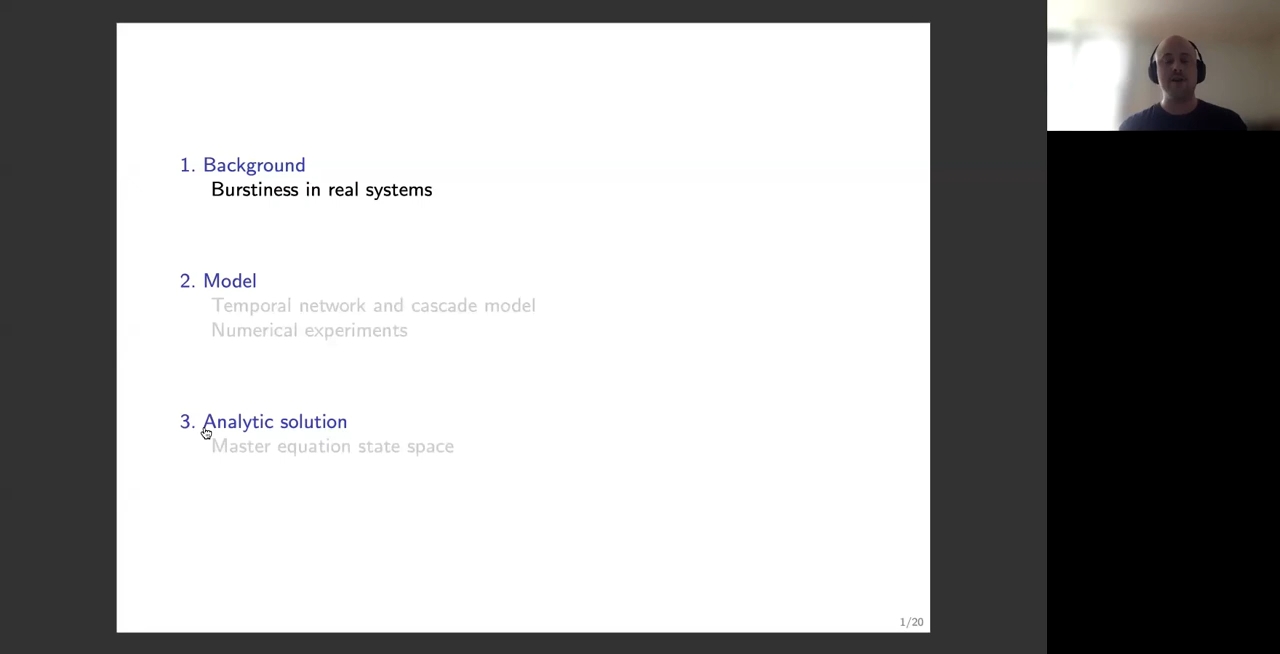 1. Background
Burstiness in real systems
2. Model
Temporal network and cascade model
Numerical experiments
3. Analytic solution
Master equation state space
1/20